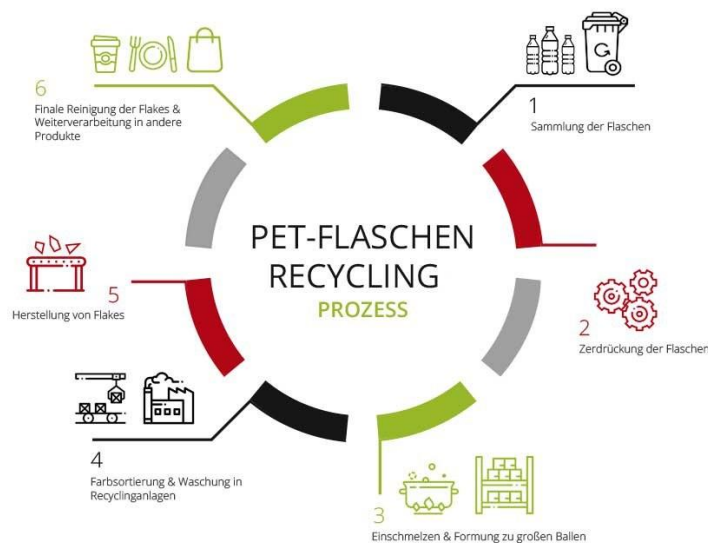 PET-FLASCHEN
RECYCLING
PROZESS
1
Sammlung der Flaschen
2
Zerdrückung der Flaschen
3
Einschmelzen & Formung zu großen Ballen
4
Farbsortierung & Waschung in
Recyclinganlagen
5
Herstellung von Flakes
6
Finale Reinigung der Flakes &
Weiterverarbeitung in andere
Produkte